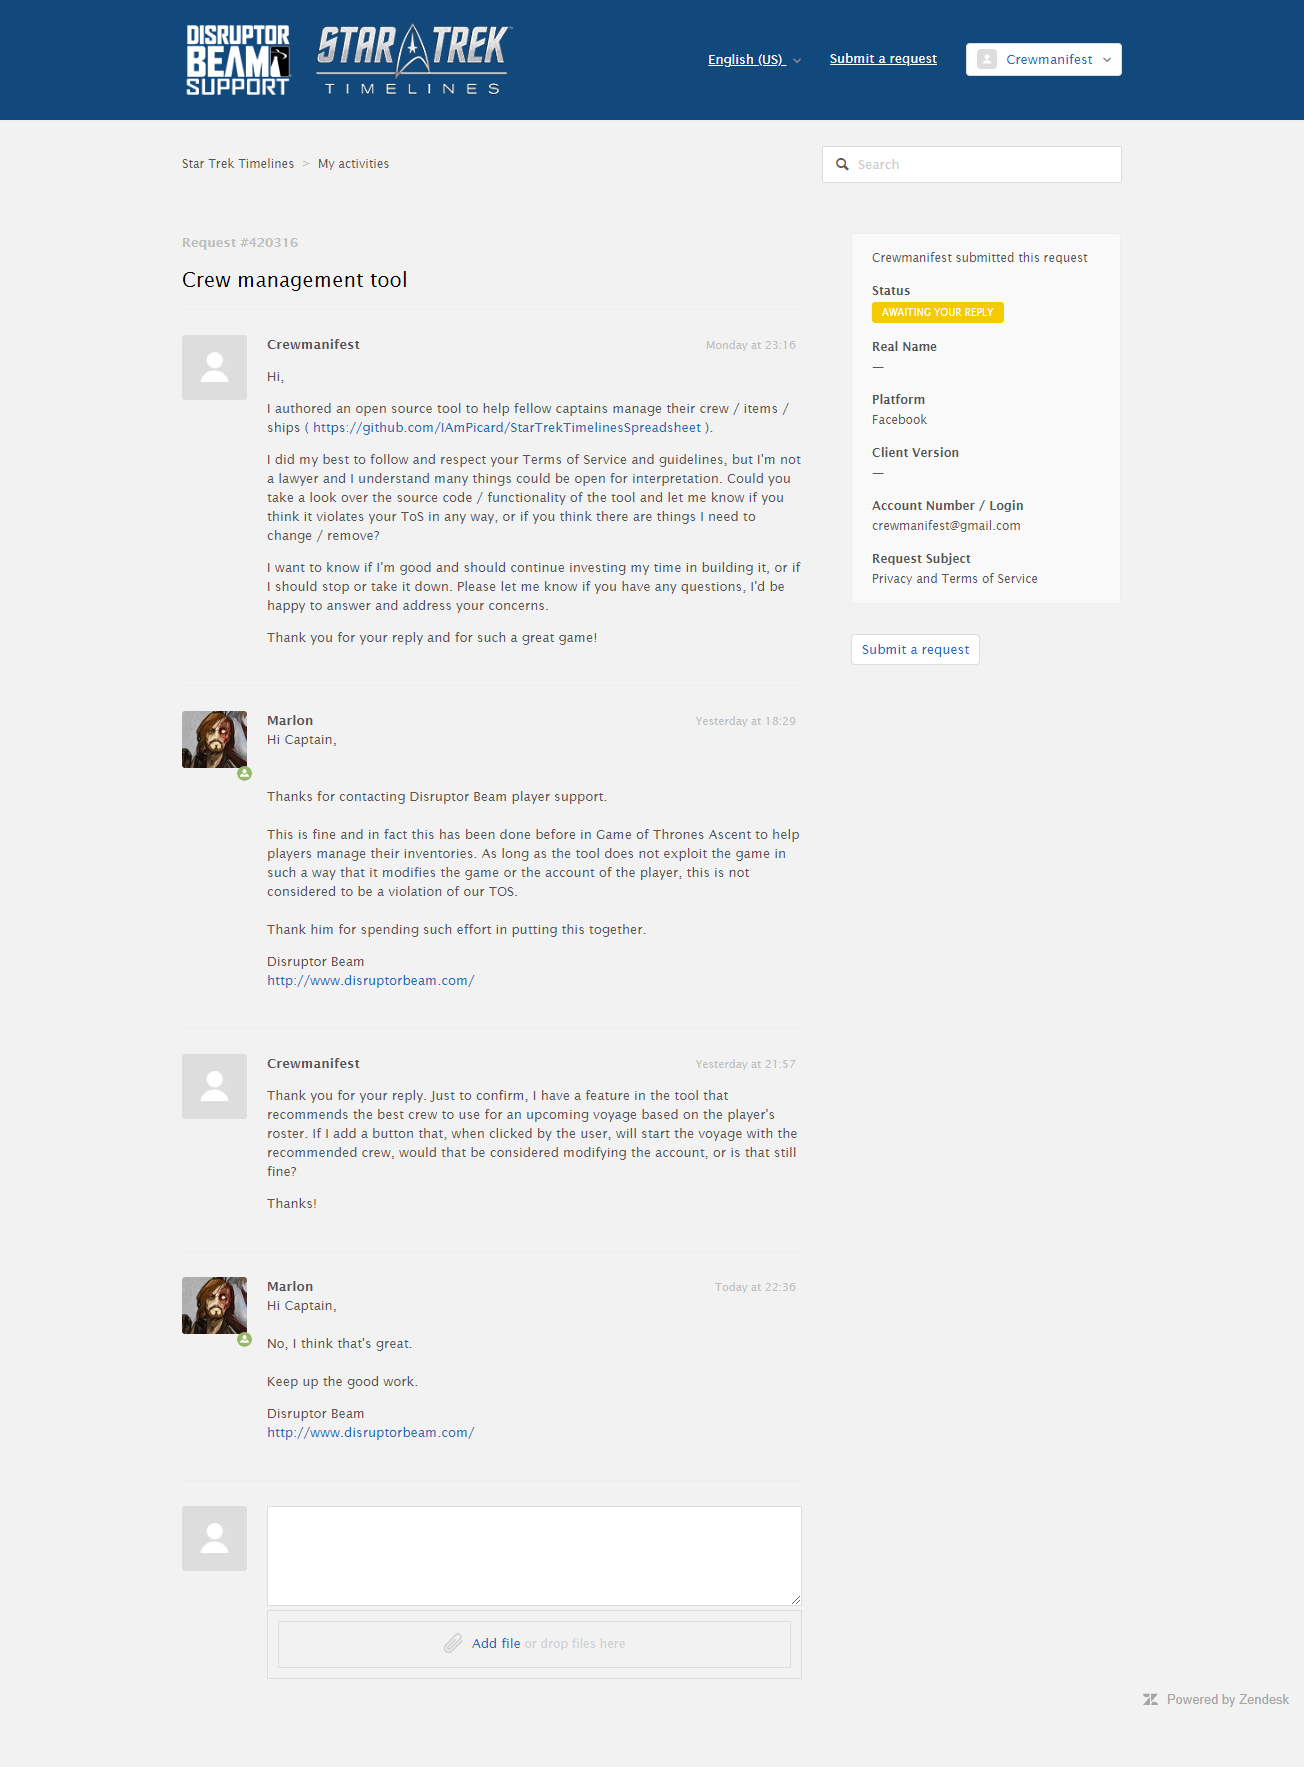 DISRUPTOR
BEAM
SUPPORT
STAR TREK
TIMELINES
English (US)
Submit a request
Crewmanifest
Star Trek Timelines > My activities
Search
Request #420316
Crew management tool
Crewmanifest
Monday at 23:16
Hi,
I authored an open source tool to help fellow captains manage their crew / items /
ships ( https://github.com/IAmPicard/StarTrekTimelinesSpreadsheet ).
I did my best to follow and respect your Terms of Service and guidelines, but I'm not
a lawyer and I understand many things could be open for interpretation. Could you
take a look over the source code / functionality of the tool and let me know if you
think it violates your ToS in any way, or if you think there are things I need to
change / remove?
I want to know if I'm good and should continue investing my time in building it, or if
I should stop or take it down. Please let me know if you have any questions, I'd be
happy to answer and address your concerns.
Thank you for your reply and for such a great game!
Marlon
Yesterday at 18:29
Hi Captain,
Thanks for contacting Disruptor Beam player support.
This is fine and in fact this has been done before in Game of Thrones Ascent to help
players manage their inventories. As long as the tool does not exploit the game in
such a way that it modifies the game or the account of the player, this is not
considered to be a violation of our TOS.
Thank him for spending such effort in putting this together.
Disruptor Beam
http://www.disruptorbeam.com/
Crewmanifest
Yesterday at 21:57
Thank you for your reply. Just to confirm, I have a feature in the tool that
recommends the best crew to use for an upcoming voyage based on the player's
roster. If I add a button that, when clicked by the user, will start the voyage with the
recommended crew, would that be considered modifying the account, or is that still
fine?
Thanks!
Marlon
Today at 22:36
Hi Captain,
No, I think that's great.
Keep up the good work.
Disruptor Beam
http://www.disruptorbeam.com/
Add file or drop files here
Crewmanifest submitted this request
Status
AWAITING YOUR REPLY
Real Name
—
Platform
Facebook
Client Version
—
Account Number / Login
crewmanifest@gmail.com
Request Subject
Privacy and Terms of Service
Submit a request
Powered by Zendesk